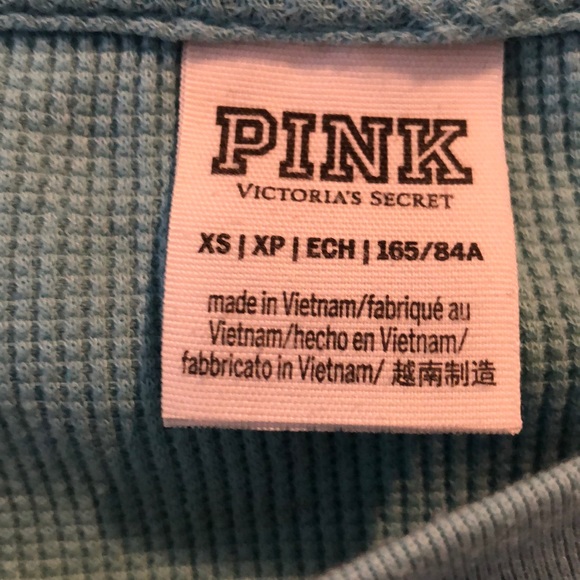 PINK
VICTORIA'S SECRET
XS | XP | ECH | 165/84A
made in Vietnam/fabriqué au
Vietnam/hecho en Vietnam/
fabbricato in Vietnam/ 越南制造